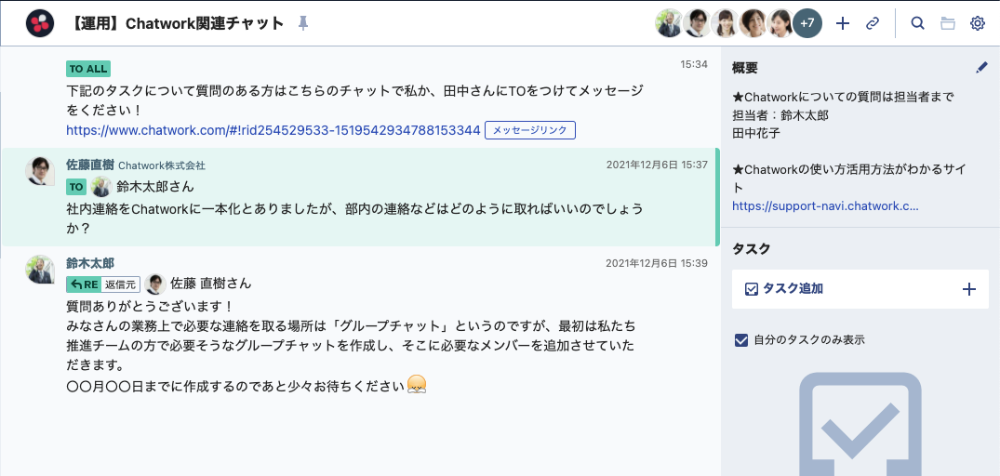 【運用】Chatwork関連チャット
+7
TO ALL
15:34
下記のタスクについて質問のある方はこちらのチャットで私か、田中さんにTOをつけてメッセージ
をください！
https://www.chatwork.com/#!rid254529533-1519542934788153344 メッセージリンク
佐藤直樹 Chatwork株式会社
2021年12月6日 15:37
TO 鈴木太郎さん
社内連絡をChatworkに一本化とありましたが、部内の連絡などはどのように取ればいいのでしょう
か？
鈴木太郎
2021年12月6日 15:39
RE 返信元 佐藤 直樹さん
質問ありがとうございます！
みなさんの業務上で必要な連絡を取る場所は「グループチャット」というのですが、最初は私たち
推進チームの方で必要そうなグループチャットを作成し、そこに必要なメンバーを追加させていた
だきます。
〇〇月〇〇日までに作成するのであと少々お待ちください
概要
★Chatworkについての質問は担当者まで
担当者：鈴木太郎
田中花子
★Chatworkの使い方活用方法がわかるサイ
ト
https://support-navi.chatwork.c...
タスク
タスク追加
自分のタスクのみ表示